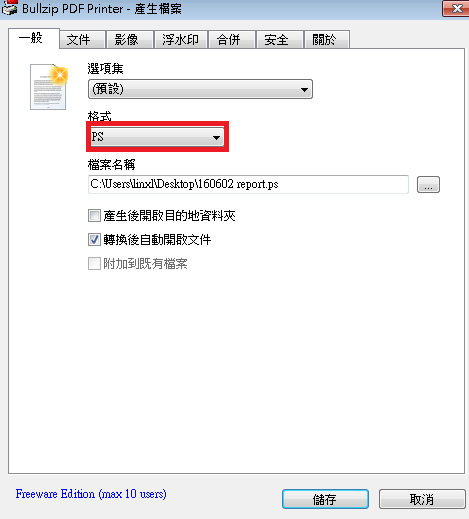 Bullzip PDF Printer - 產生檔案
一般 文件 影像 浮水印 合併 安全 關於
選項集
(預設)
格式
PS
檔案名稱
C:\Users\linxl\Desktop\160602 report.ps
...
產生後開啟目的地資料夾
轉換後自動開啟文件
附加到既有檔案
Freeware Edition (max 10 users)
儲存 取消